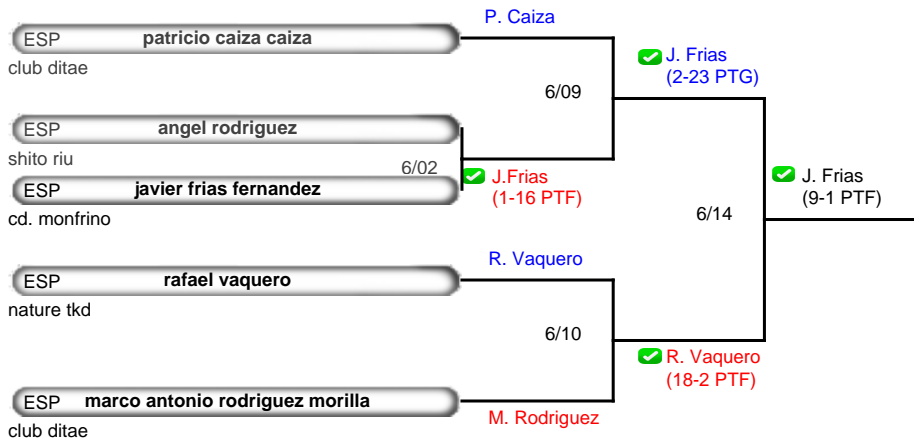 P. Caiza
ESP patricio caiza caiza
club ditae
J. Frias
(2-23 PTG)
6/09
ESP angel rodriguez
shito riu
6/02
ESP javier frias fernandez
cd. monfrino
J.Frias
(1-16 PTF)
J. Frias
(9-1 PTF)
6/14
R. Vaquero
ESP rafael vaquero
nature tkd
6/10
R. Vaquero
(18-2 PTF)
ESP marco antonio rodriguez morilla
club ditae
M. Rodriguez